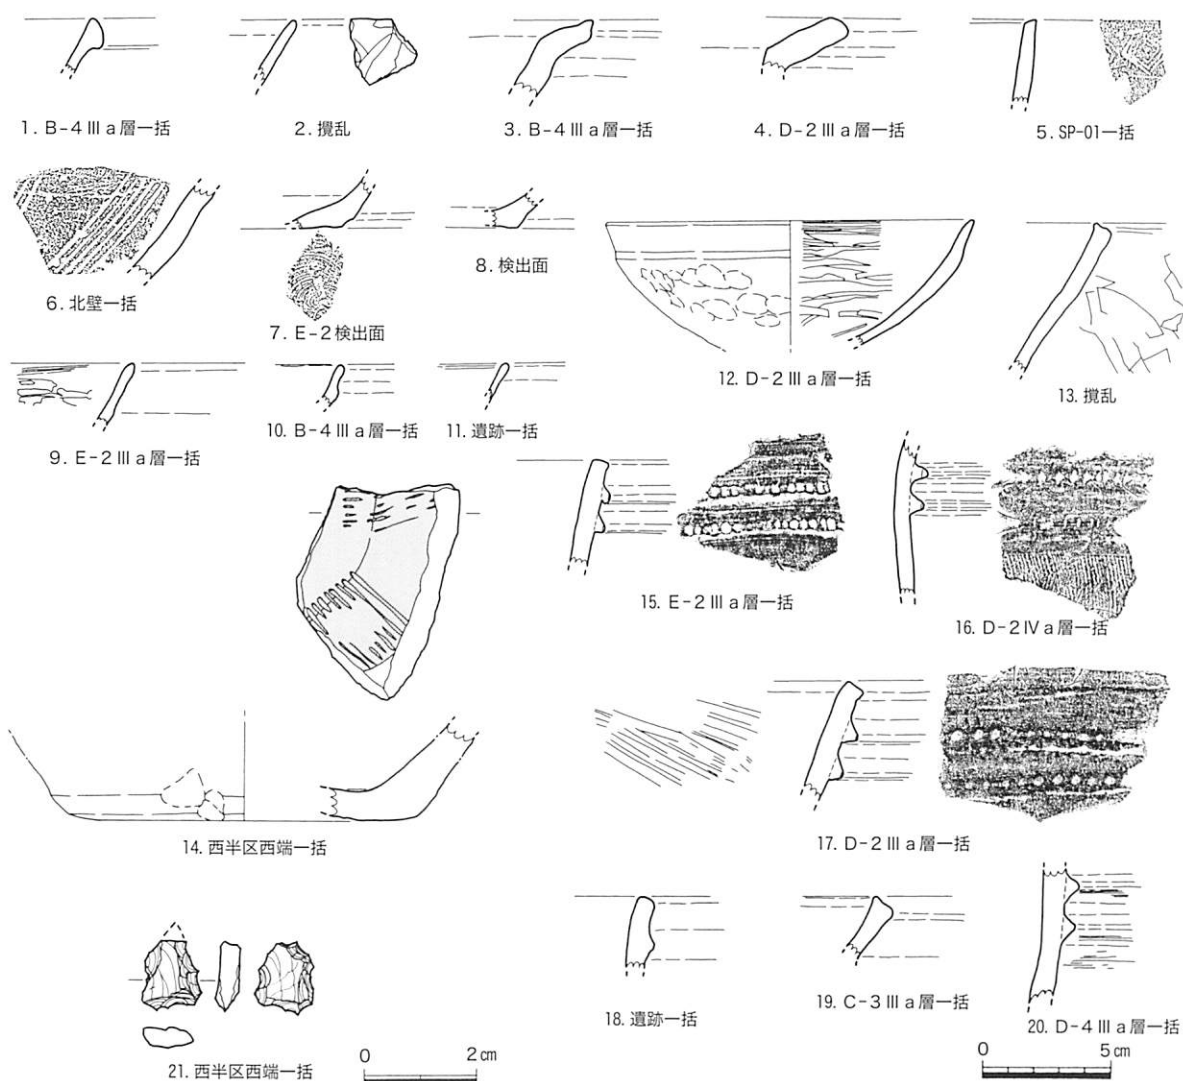 1. B-4 Ⅲ a 層一括
2. 攪乱
3. B-4 Ⅲ a 層一括
4. D-2 Ⅲ a 層一括
5. SP-01一括
6. 北壁一括
7. E-2 検出面
8. 検出面
9. E-2 Ⅲ a 層一括
10. B-4 Ⅲ a 層一括
11. 遺跡一括
12. D-2 Ⅲ a 層一括
13. 攪乱
14. 西半区西端一括
15. E-2 Ⅲ a 層一括
16. D-2 Ⅳ a 層一括
17. D-2 Ⅲ a 層一括
18. 遺跡一括
19. C-3 Ⅲ a 層一括
20. D-4 Ⅲ a 層一括
21. 西半区西端一括
0 2 cm
0 5 cm